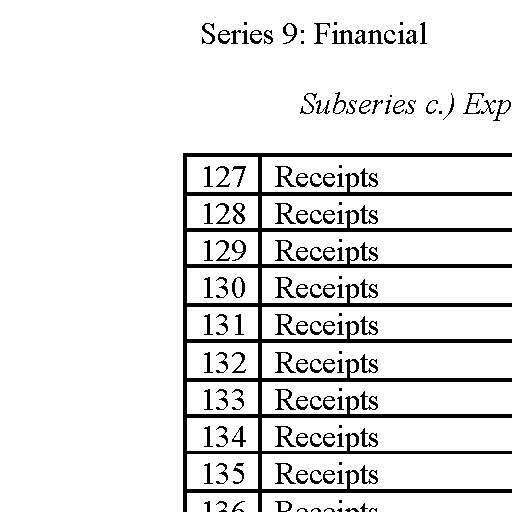 Series 9: Financial
Subseries c.) Exp
127 Receipts
128 Receipts
129 Receipts
130 Receipts
131 Receipts
132 Receipts
133 Receipts
134 Receipts
135 Receipts
136 Receipts